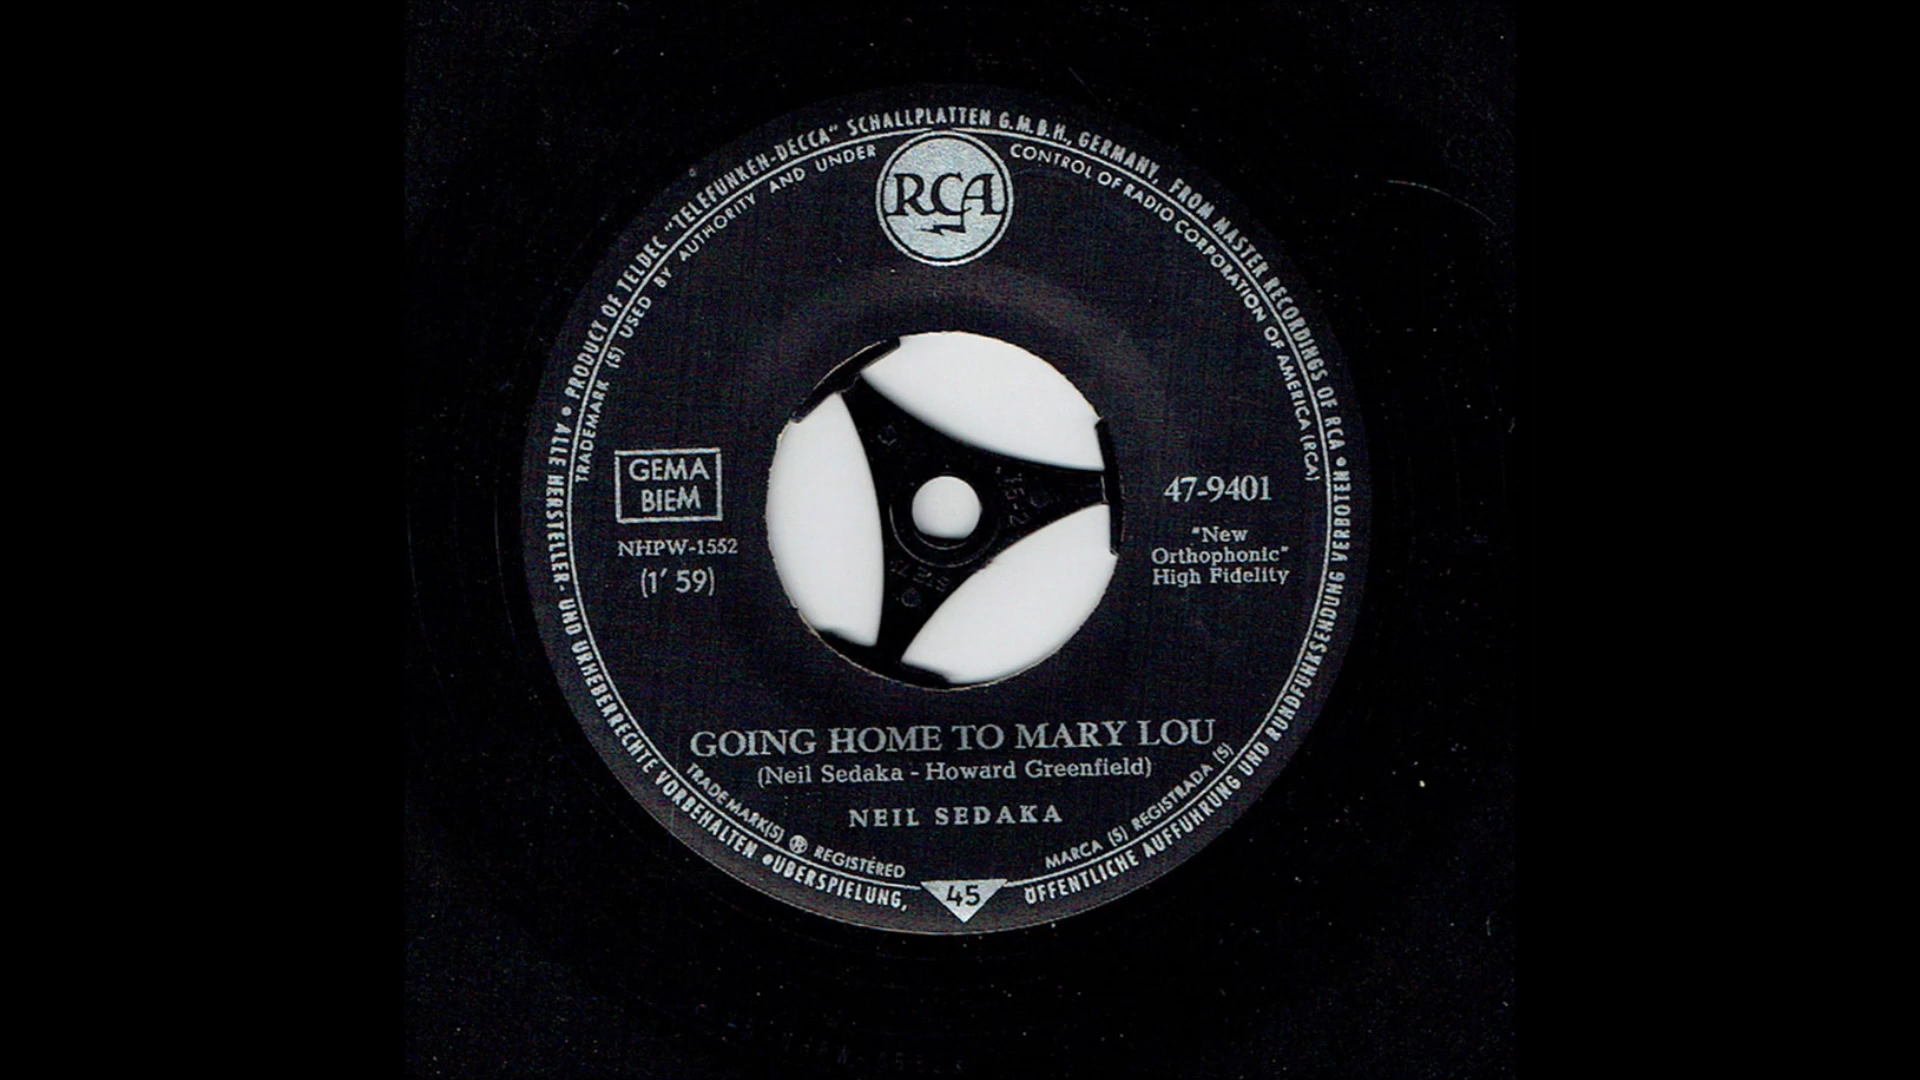 • PRODUCT OF TELDEC "TELEFUNKEN-DECCA" SCHALLPLATTEN G.M.B.H., GERMANY, FROM MASTER RECORDINGS OF RCA •
TRADEMARK (S) USED BY AUTHORITY AND UNDER CONTROL OF RADIO CORPORATION OF AMERICA (RCA)
RCA
GEMA
BIEM
NHPW-1552
(1' 59)
47-9401
"New
Orthophonic"
High Fidelity
GOING HOME TO MARY LOU
(Neil Sedaka - Howard Greenfield)
NEIL SEDAKA
TRADEMARK(S) ® REGISTERED
MARCA (S) REGISTRADA (S)
45
ALLE HERSTELLER- UND URHEBERRECHTE VORBEHALTEN • ÜBERSPIELUNG, ÖFFENTLICHE AUFFÜHRUNG UND RUNDFUNKSENDUNG VERBOTEN